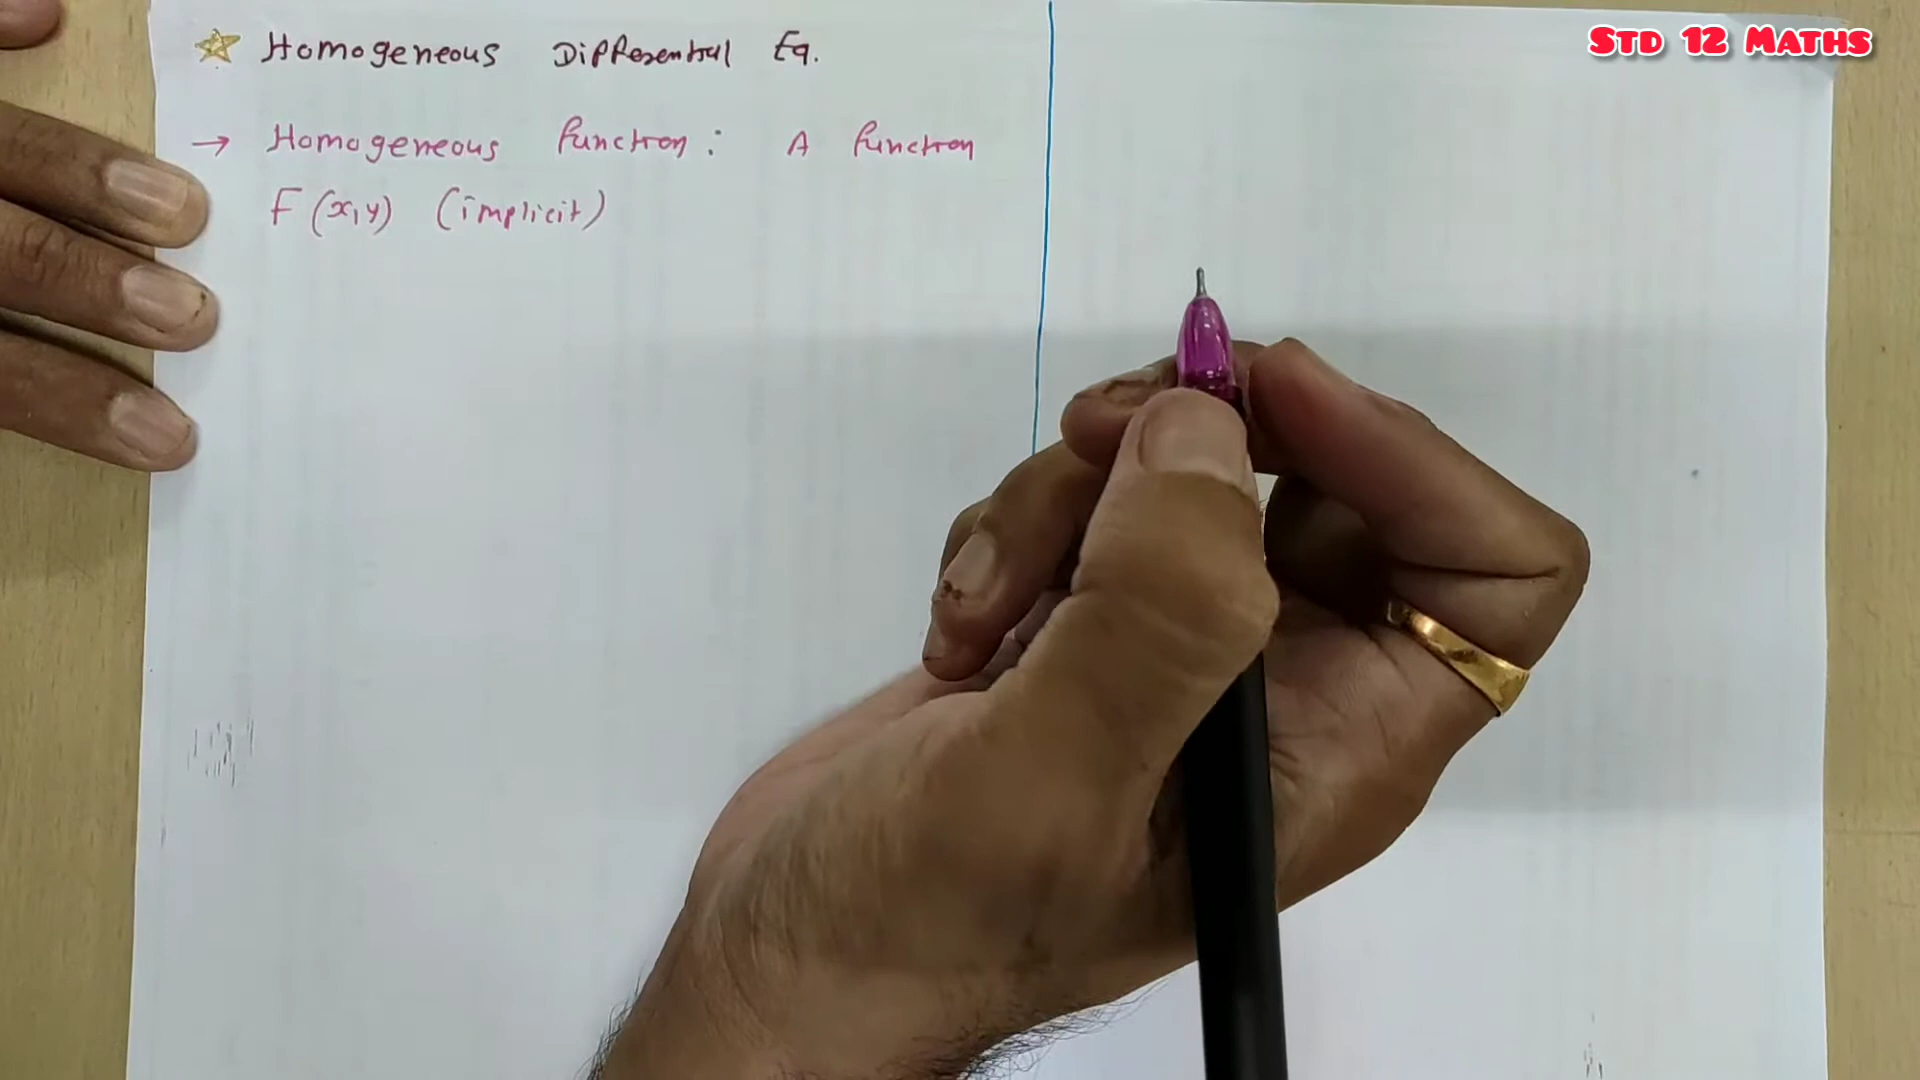 Homogeneous Differential Eq.
Std 12 Maths
→ Homogeneous function: A function
F(x,y) (implicit)